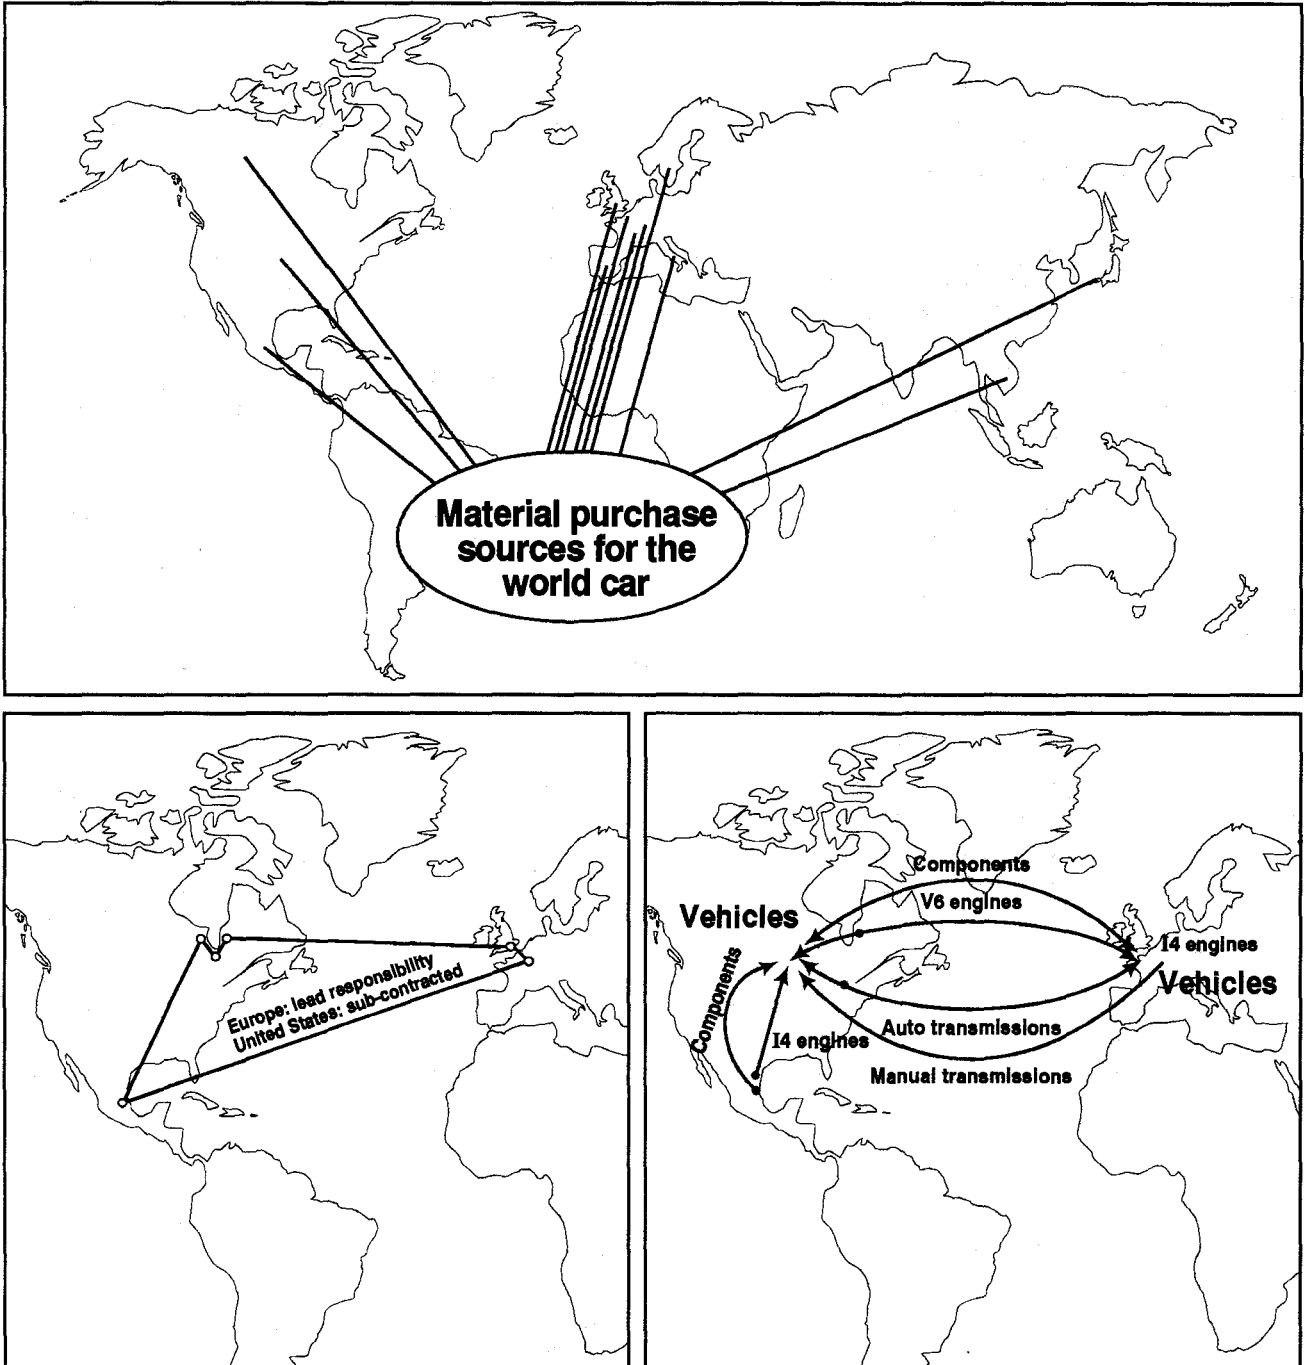 Material purchase
sources for the
world car
Europe: lead responsibility
United States: sub-contracted
Components
V6 engines
Vehicles
I4 engines
Vehicles
Components
I4 engines
Auto transmissions
Manual transmissions